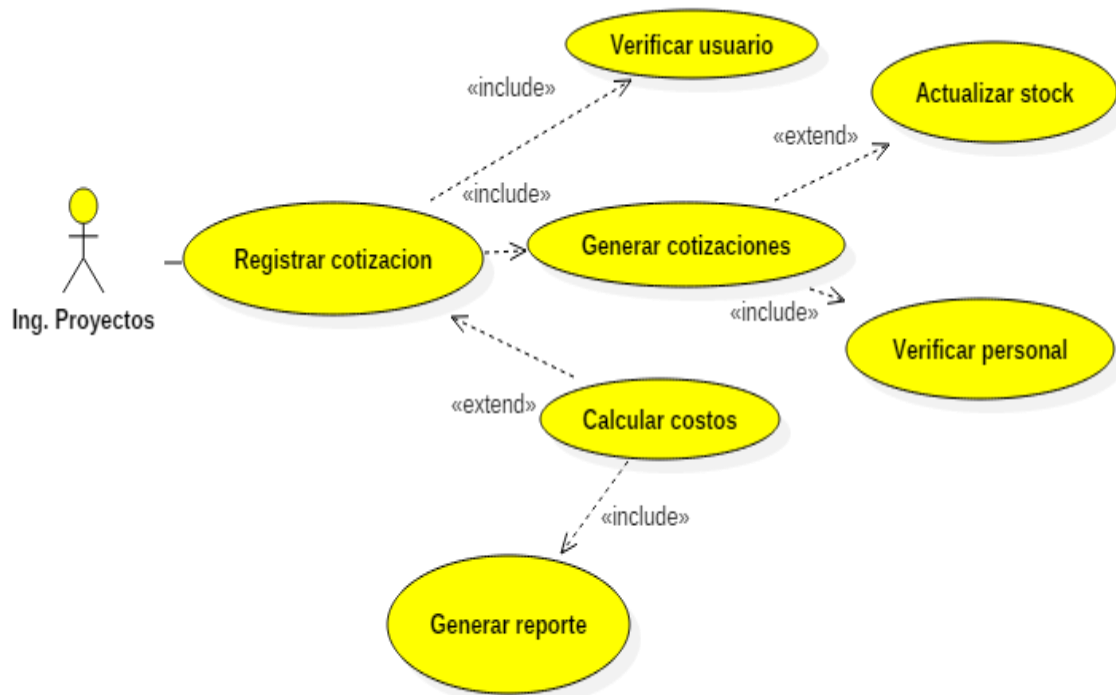 Verificar usuario
«include»
Actualizar stock
«extend»
«include»
Registrar cotizacion
Generar cotizaciones
Ing. Proyectos
«include»
Verificar personal
«extend»
Calcular costos
«include»
Generar reporte